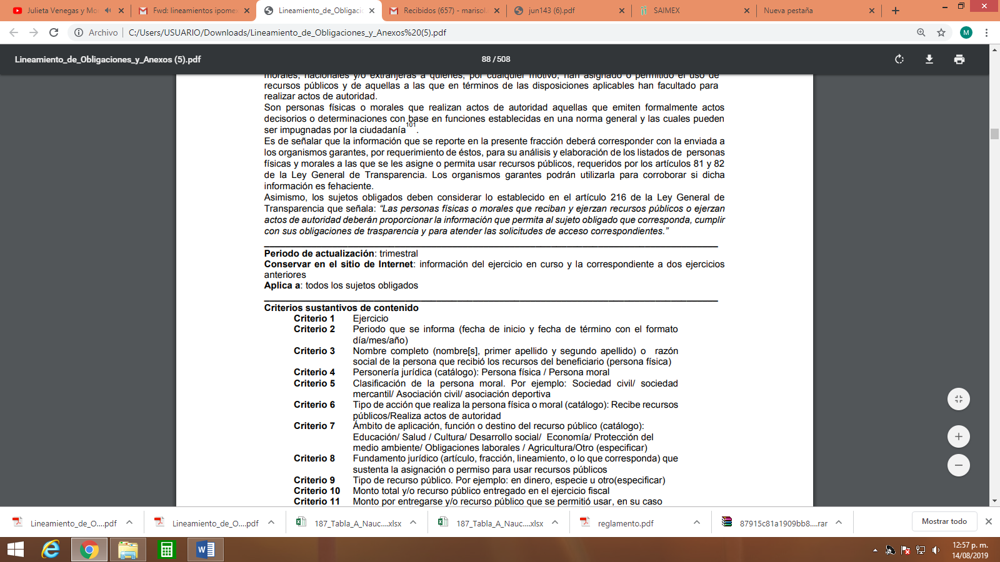 Julieta Venegas y Mo
Fwd: lineamientos ipome
Lineamiento_de_Obligacio
Recibidos (657) - marisol.
jun143 (6).pdf
SAIMEX
Nueva pestaña
Archivo | C:/Users/USUARIO/Downloads/Lineamiento_de_Obligaciones_y_Anexos%20(5).pdf
M
Lineamiento_de_Obligaciones_y_Anexos (5).pdf
88 / 508
morales, nacionales y/o extranjeras a quienes, por cualquier motivo, han asignado o permitido el uso de
recursos públicos y de aquellas a las que en términos de las disposiciones aplicables han facultado para
realizar actos de autoridad.
Son personas físicas o morales que realizan actos de autoridad aquellas que emiten formalmente actos
decisorios o determinaciones con base en funciones establecidas en una norma general y las cuales pueden
ser impugnadas por la ciudadanía101.
Es de señalar que la información que se reporte en la presente fracción deberá corresponder con la enviada a
los organismos garantes, por requerimiento de éstos, para su análisis y elaboración de los listados de personas
físicas y morales a las que se les asigne o permita usar recursos públicos, requeridos por los artículos 81 y 82
de la Ley General de Transparencia. Los organismos garantes podrán utilizarla para corroborar si dicha
información es fehaciente.
Asimismo, los sujetos obligados deben considerar lo establecido en el artículo 216 de la Ley General de
Transparencia que señala: “Las personas físicas o morales que reciban y ejerzan recursos públicos o ejerzan
actos de autoridad deberán proporcionar la información que permita al sujeto obligado que corresponda, cumplir
con sus obligaciones de trasparencia y para atender las solicitudes de acceso correspondientes.”
Periodo de actualización: trimestral
Conservar en el sitio de Internet: información del ejercicio en curso y la correspondiente a dos ejercicios
anteriores
Aplica a: todos los sujetos obligados
Criterios sustantivos de contenido
Criterio 1 Ejercicio
Criterio 2 Periodo que se informa (fecha de inicio y fecha de término con el formato
día/mes/año)
Criterio 3 Nombre completo (nombre[s], primer apellido y segundo apellido) o razón
social de la persona que recibió los recursos del beneficiario (persona física)
Criterio 4 Personería jurídica (catálogo): Persona física / Persona moral
Criterio 5 Clasificación de la persona moral. Por ejemplo: Sociedad civil/ sociedad
mercantil/ Asociación civil/ asociación deportiva
Criterio 6 Tipo de acción que realiza la persona física o moral (catálogo): Recibe recursos
públicos/Realiza actos de autoridad
Criterio 7 Ámbito de aplicación, función o destino del recurso público (catálogo):
Educación/ Salud / Cultura/ Desarrollo social/ Economía/ Protección del
medio ambiente/ Obligaciones laborales / Agricultura/Otro (especificar)
Criterio 8 Fundamento jurídico (artículo, fracción, lineamiento, o lo que corresponda) que
sustenta la asignación o permiso para usar recursos públicos
Criterio 9 Tipo de recurso público. Por ejemplo: en dinero, especie u otro(especificar)
Criterio 10 Monto total y/o recurso público entregado en el ejercicio fiscal
Criterio 11 Monto por entregarse y/o recurso público que se permitió usar, en su caso
Lineamiento_de_O....pdf
Lineamiento_de_O....pdf
187_Tabla_A_Nauc....xlsx
187_Tabla_A_Nauc....xlsx
reglamento.pdf
87915c81a1909bb8....rar
Mostrar todo
12:57 p. m.
14/08/2019